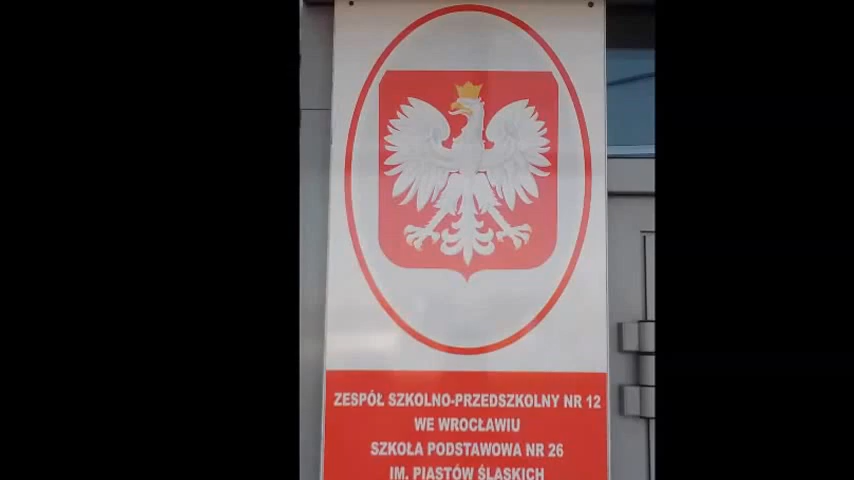 ZESPÓŁ SZKOLNO-PRZEDSZKOLNY NR 12
WE WROCŁAWIU
SZKOŁA PODSTAWOWA NR 26
IM. PIASTÓW ŚLĄSKICH